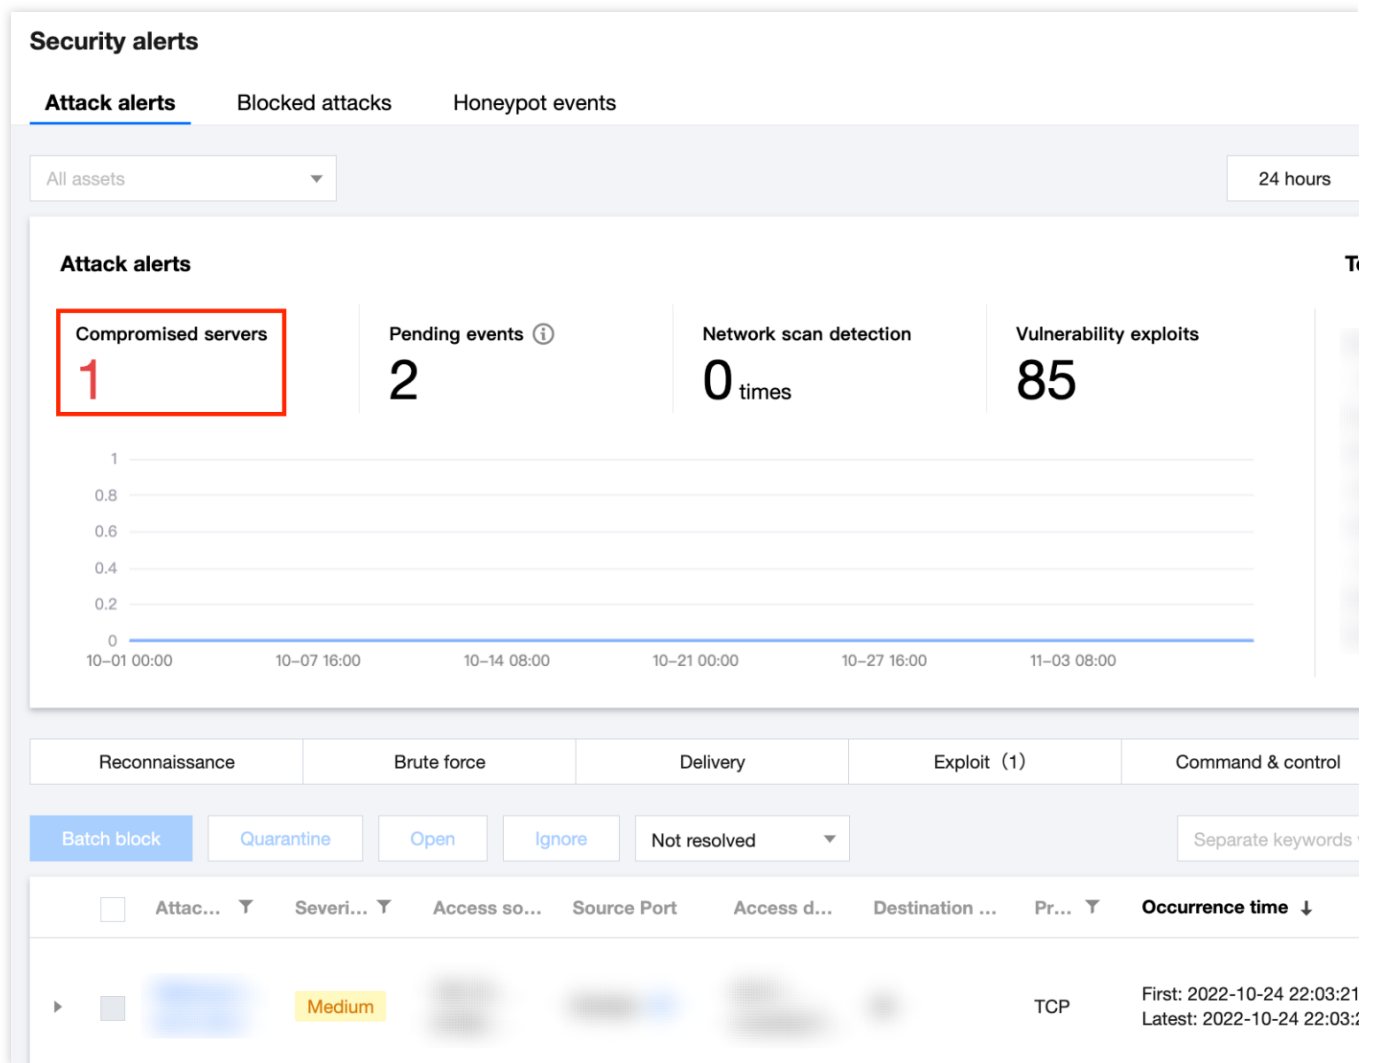 Security alerts
Attack alerts Blocked attacks Honeypot events
All assets 24 hours
Attack alerts
Compromised servers Pending events Network scan detection Vulnerability exploits
1 2 0 times 85
1
0.8
0.6
0.4
0.2
0
10-01 00:00 10-07 16:00 10-14 08:00 10-21 00:00 10-27 16:00 11-03 08:00
Reconnaissance Brute force Delivery Exploit (1) Command & control
Batch block Quarantine Open Ignore Not resolved Separate keywords
Attac... Severi... Access so... Source Port Access d... Destination ... Pr... Occurrence time
Medium TCP First: 2022-10-24 22:03:21
Latest: 2022-10-24 22:03:2